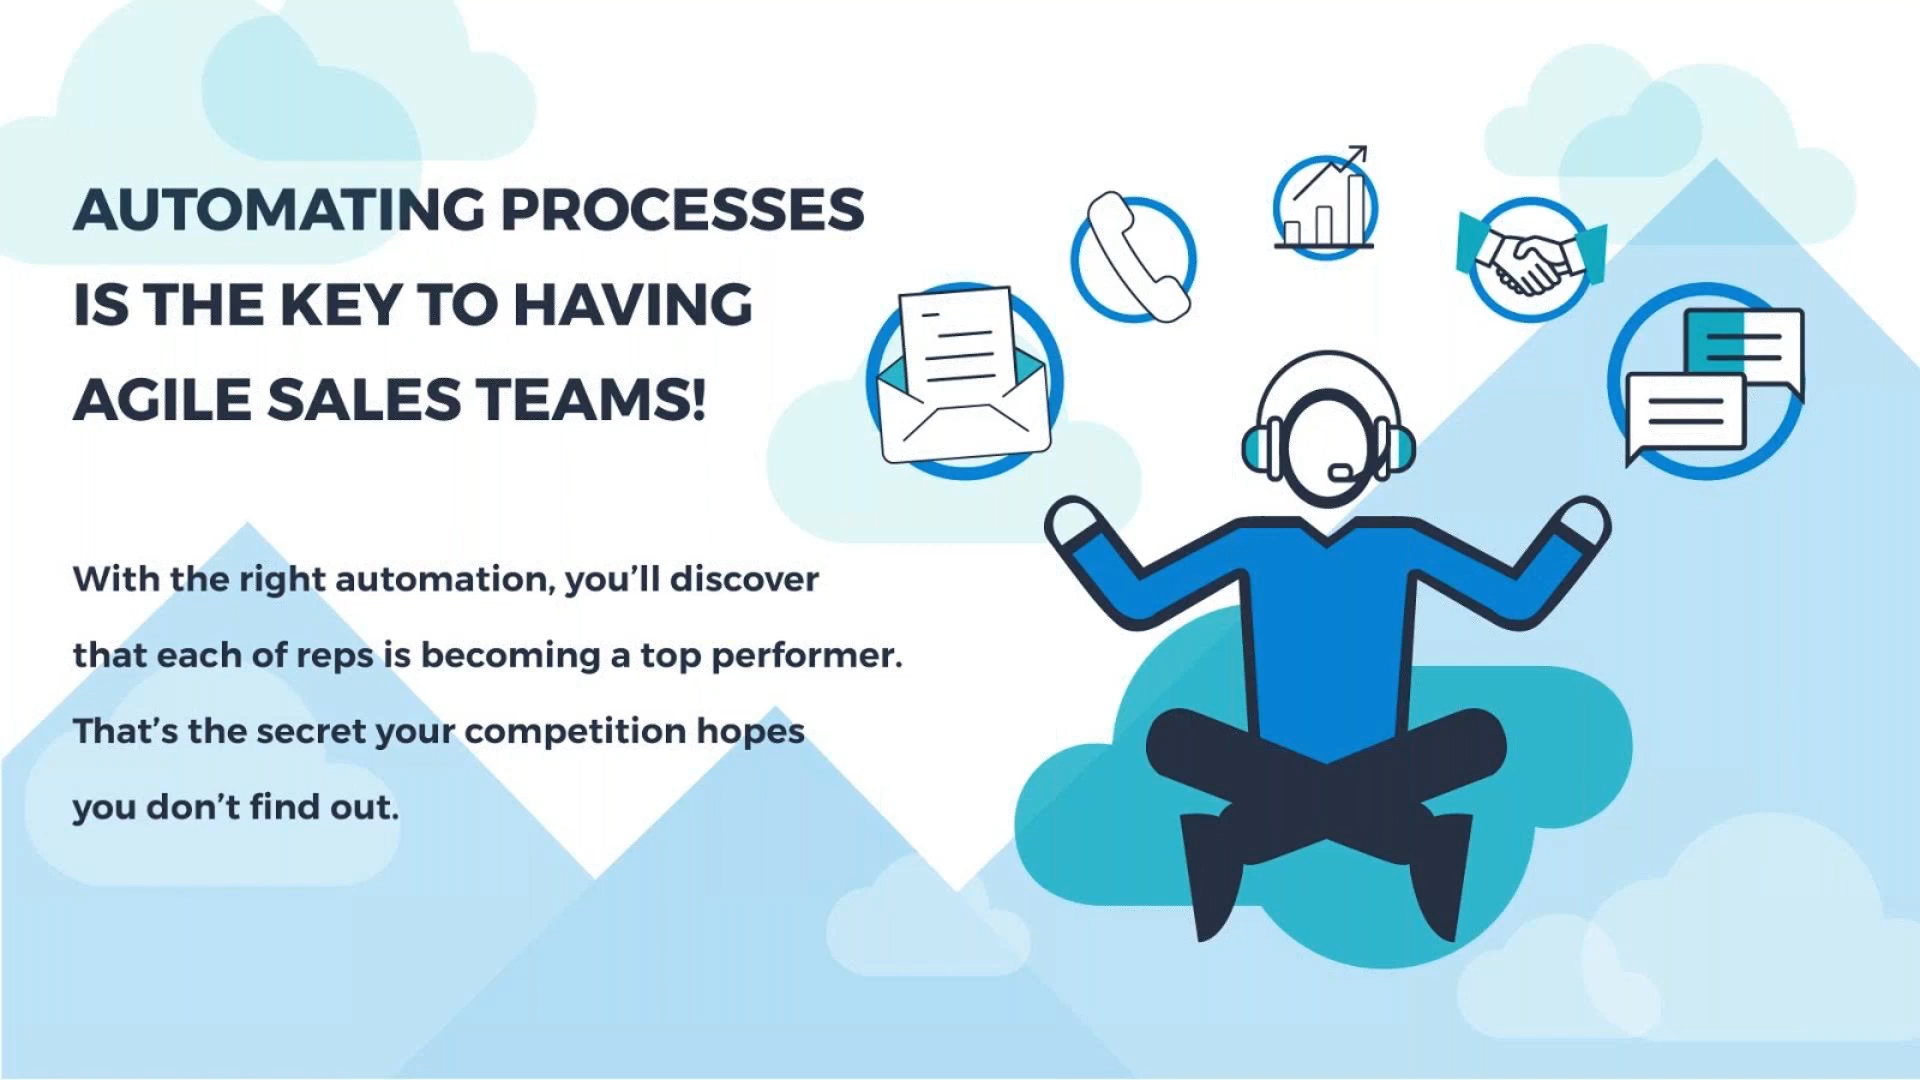 AUTOMATING PROCESSES
IS THE KEY TO HAVING
AGILE SALES TEAMS!
With the right automation, you’ll discover
that each of reps is becoming a top performer.
That’s the secret your competition hopes
you don’t find out.